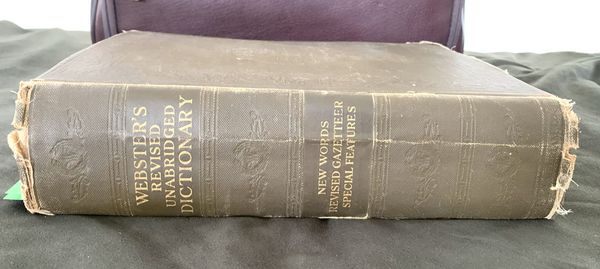 WEBSTER'S
REVISED
UNABRIDGED
DICTIONARY
NEW WORDS
REVISED GAZETTEER
SPECIAL FEATURES